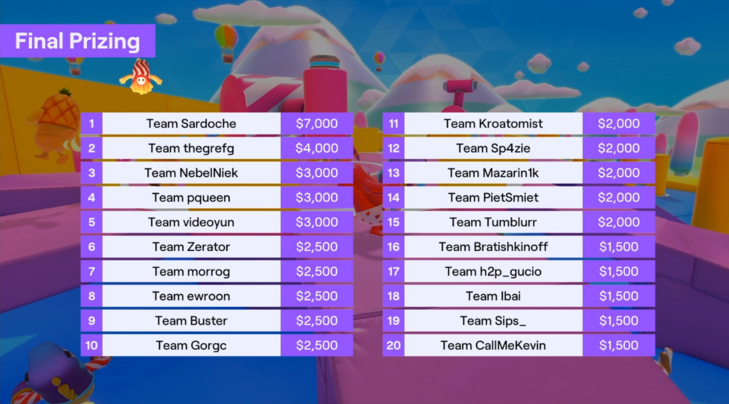 Final Prizing
1 Team Sardoche $7,000
2 Team thegrefg $4,000
3 Team NebelNiek $3,000
4 Team pqueen $3,000
5 Team videoyun $3,000
6 Team Zerator $2,500
7 Team morrog $2,500
8 Team ewroon $2,500
9 Team Buster $2,500
10 Team Gorgc $2,500
11 Team Kroatomist $2,000
12 Team Sp4zie $2,000
13 Team Mazarin1k $2,000
14 Team PietSmiet $2,000
15 Team Tumblurr $2,000
16 Team Bratishkinoff $1,500
17 Team h2p_gucio $1,500
18 Team Ibai $1,500
19 Team Sips_ $1,500
20 Team CallMeKevin $1,500